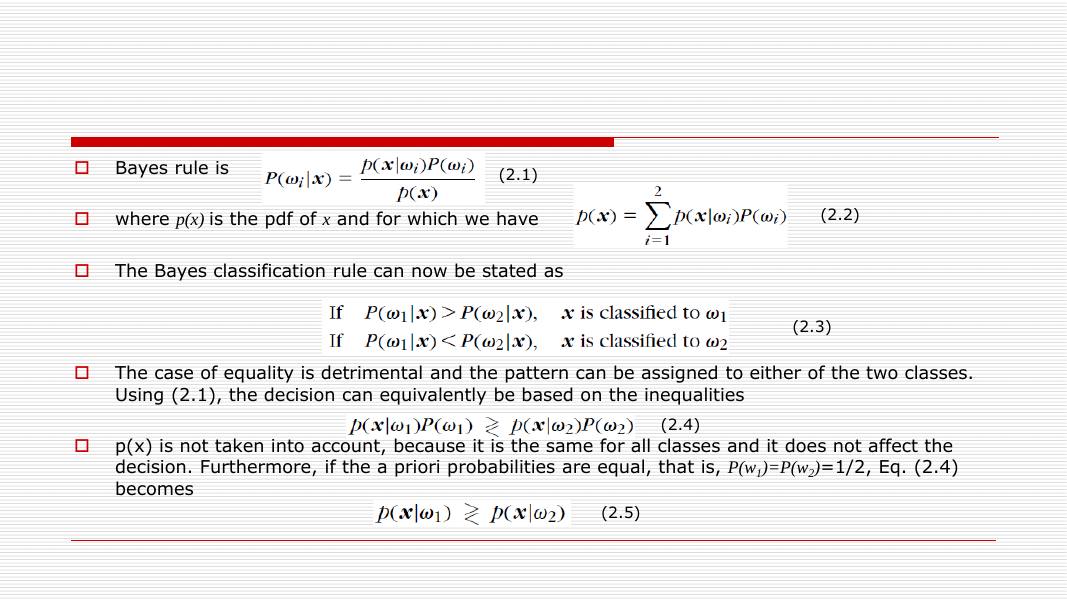 Bayes rule is P(ωᵢ|x) = p(x|ωᵢ)P(ωᵢ) / p(x) (2.1)
where p(x) is the pdf of x and for which we have p(x) = ∑ᵢ₌₁² p(x|ωᵢ)P(ωᵢ) (2.2)
The Bayes classification rule can now be stated as
If P(ω₁|x) > P(ω₂|x), x is classified to ω₁
If P(ω₁|x) < P(ω₂|x), x is classified to ω₂
(2.3)
The case of equality is detrimental and the pattern can be assigned to either of the two classes.
Using (2.1), the decision can equivalently be based on the inequalities
p(x|ω₁)P(ω₁) ≷ p(x|ω₂)P(ω₂) (2.4)
p(x) is not taken into account, because it is the same for all classes and it does not affect the
decision. Furthermore, if the a priori probabilities are equal, that is, P(w₁)=P(w₂)=1/2, Eq. (2.4)
becomes
p(x|ω₁) ≷ p(x|ω₂) (2.5)